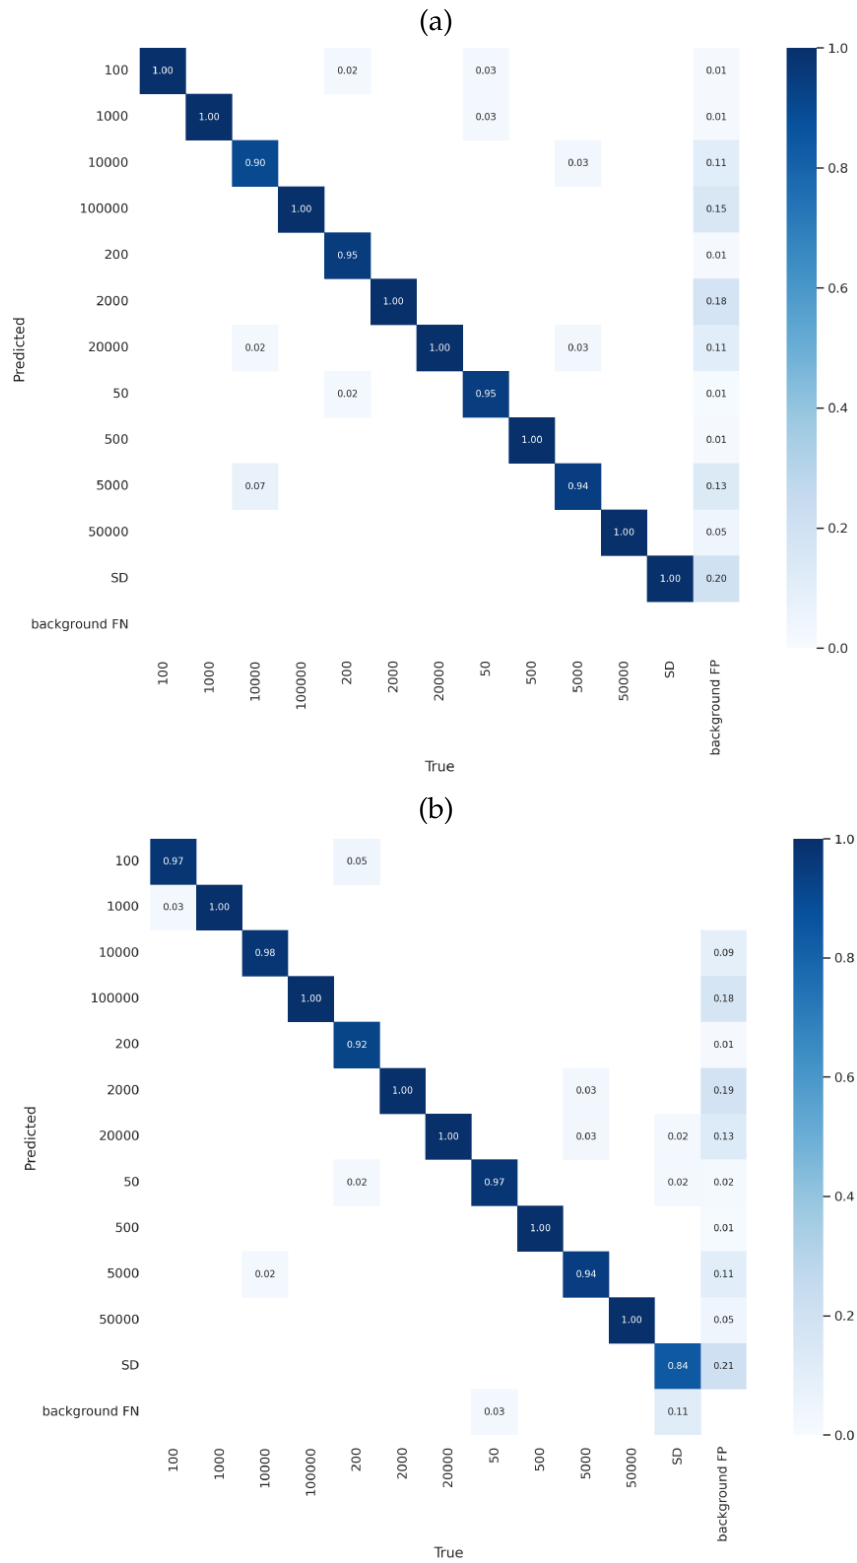 (a)
100 1.00 0.02 0.03 0.01 1.0
1000 1.00 0.03 0.01
10000 0.90 0.03 0.11 0.8
100000 1.00 0.15
200 0.95 0.01
2000 1.00 0.18 0.6
20000 0.02 1.00 0.03 0.11
50 0.02 0.95 0.01 0.4
500 1.00 0.01
5000 0.07 0.94 0.13
50000 1.00 0.05 0.2
SD 1.00 0.20
background FN 0.0
Predicted
100 1000 10000 100000 200 2000 20000 50 500 5000 50000 SD background FP
True
(b)
100 0.97 0.05 1.0
1000 0.03 1.00
10000 0.98 0.09 0.8
100000 1.00 0.18
200 0.92 0.01
2000 1.00 0.03 0.19 0.6
20000 1.00 0.03 0.02 0.13
50 0.02 0.97 0.02 0.02 0.4
500 1.00 0.01
5000 0.02 0.94 0.11
50000 1.00 0.05 0.2
SD 0.84 0.21
background FN 0.03 0.11 0.0
Predicted
100 1000 10000 100000 200 2000 20000 50 500 5000 50000 SD background FP
True